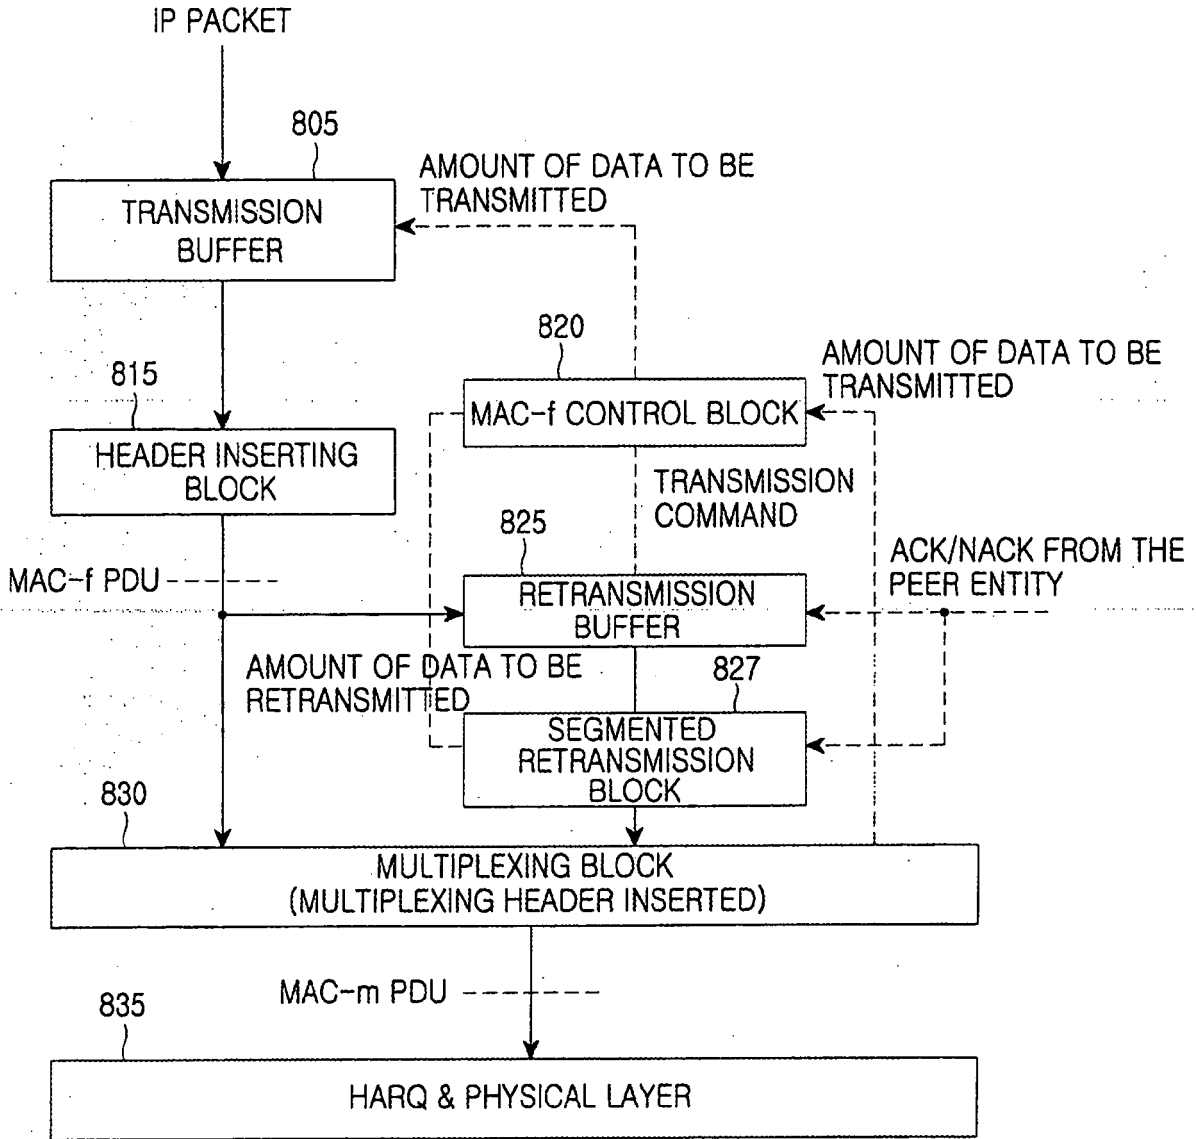 IP PACKET
805
TRANSMISSION
BUFFER
AMOUNT OF DATA TO BE
TRANSMITTED
820
AMOUNT OF DATA TO BE
TRANSMITTED
815
MAC-f CONTROL BLOCK
HEADER INSERTING
BLOCK
TRANSMISSION
COMMAND
825
ACK/NACK FROM THE
PEER ENTITY
MAC-f PDU
RETRANSMISSION
BUFFER
AMOUNT OF DATA TO BE
RETRANSMITTED
827
SEGMENTED
RETRANSMISSION
BLOCK
830
MULTIPLEXING BLOCK
(MULTIPLEXING HEADER INSERTED)
MAC-m PDU
835
HARQ & PHYSICAL LAYER